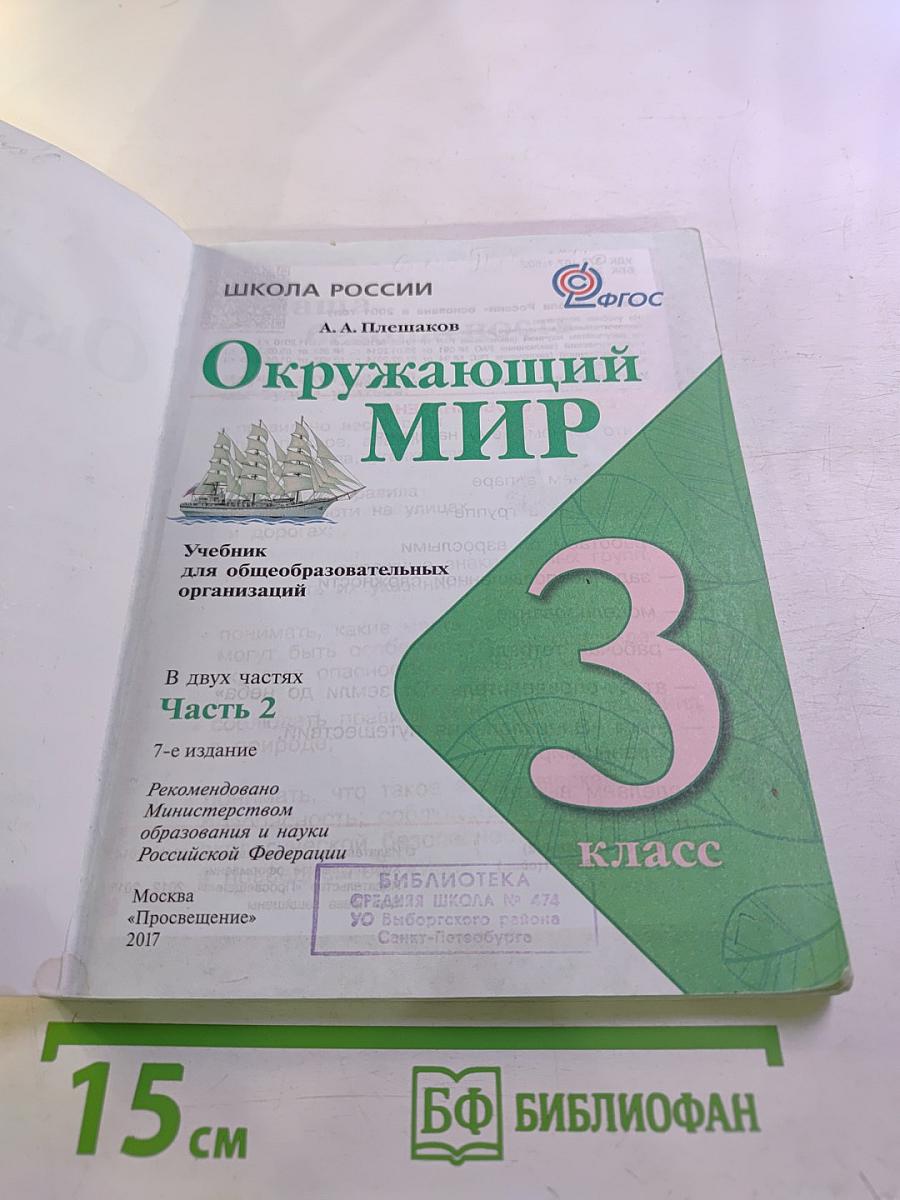 ШКОЛА РОССИИ
ФГОС
А. А. Плешаков
Окружающий
МИР
Учебник
для общеобразовательных
организаций
В двух частях
Часть 2
7-е издание
Рекомендовано
Министерством
образования и науки
Российской Федерации
Москва
«Просвещение»
2017
3
класс
БИБЛИОТЕКА
СРЕДНЯЯ ШКОЛА № 474
УО Выборгского района
Санкт-Петербурга
15 см
БФ БИБЛИОФАН